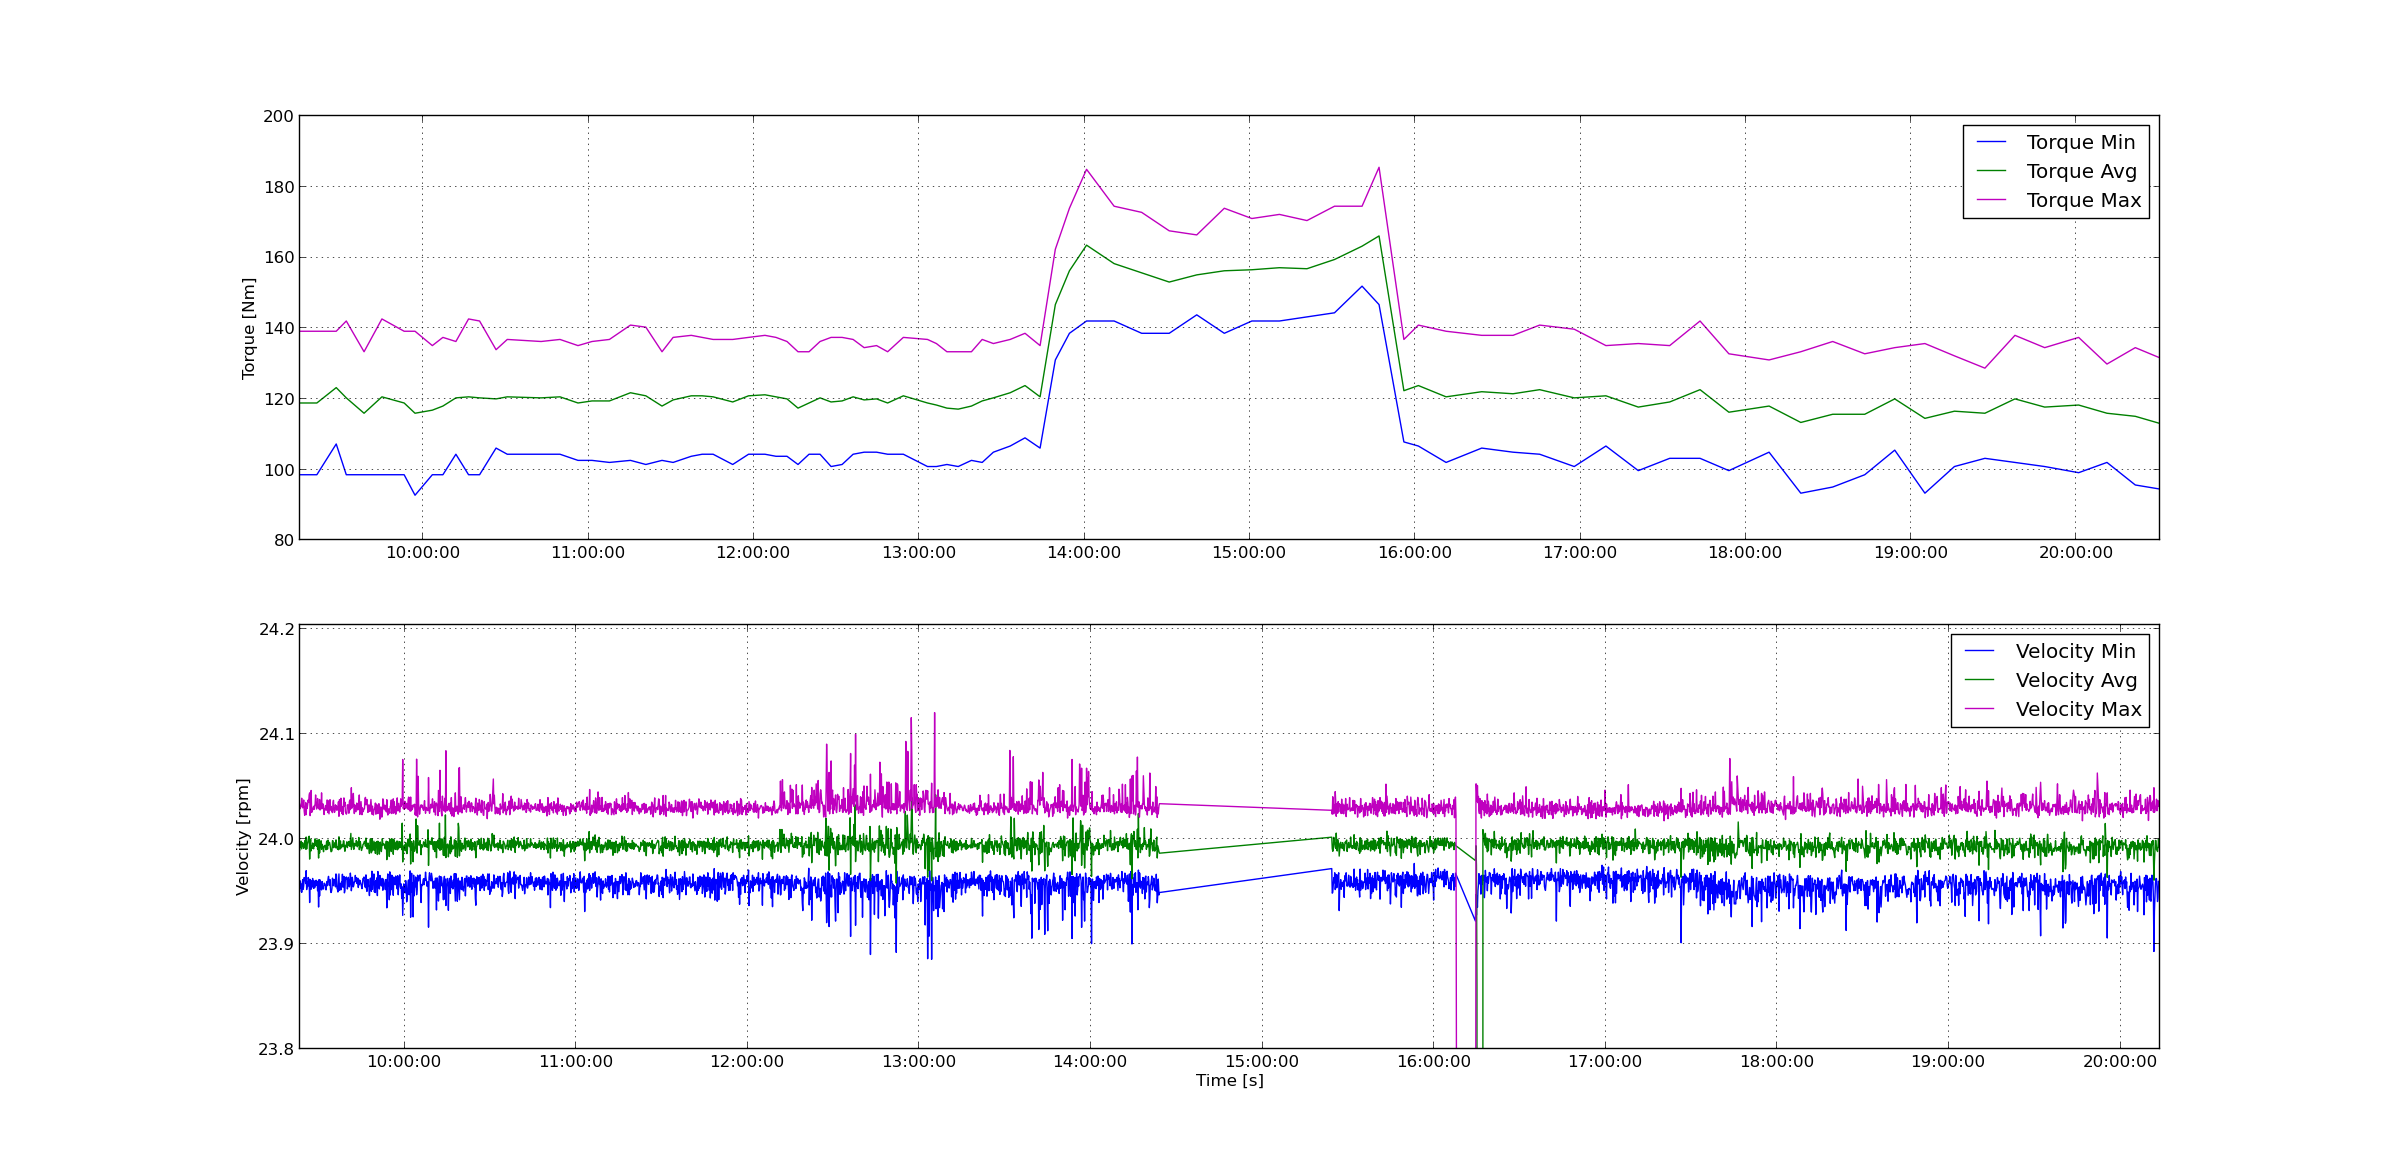 200
180
160
140
120
100
80
Torque [Nm]
Torque Min
Torque Avg
Torque Max
10:00:00 11:00:00 12:00:00 13:00:00 14:00:00 15:00:00 16:00:00 17:00:00 18:00:00 19:00:00 20:00:00
24.2
24.1
24.0
23.9
23.8
Velocity [rpm]
Velocity Min
Velocity Avg
Velocity Max
10:00:00 11:00:00 12:00:00 13:00:00 14:00:00 15:00:00 16:00:00 17:00:00 18:00:00 19:00:00 20:00:00
Time [s]